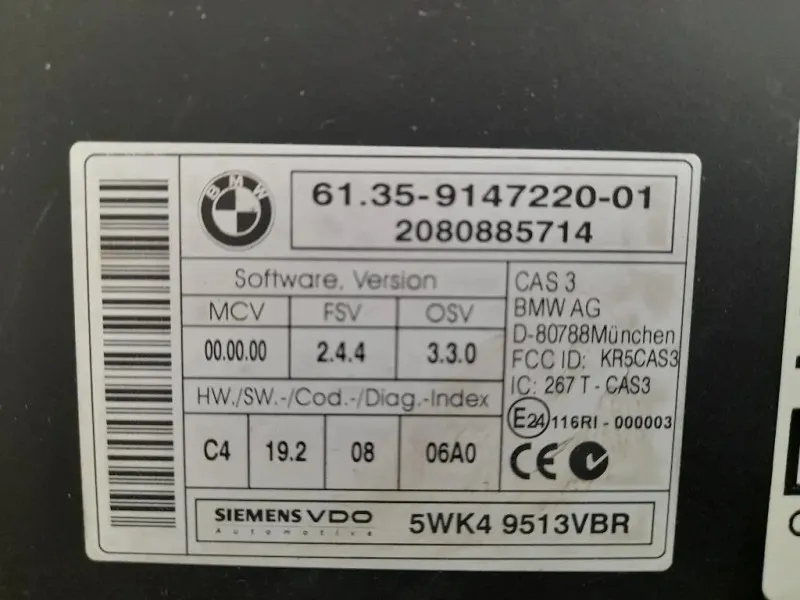 BMW
61.35-9147220-01
2080885714
Software. Version
MCV FSV OSV
00.00.00 2.4.4 3.3.0
HW./SW.-/Cod.-/Diag.-Index
C4 19.2 08 06A0
CAS 3
BMW AG
D-80788München
FCC ID: KR5CAS3
IC: 267 T-CAS3
E24 116RI-000003
CE
SIEMENS VDO
Automotive
5WK4 9513VBR